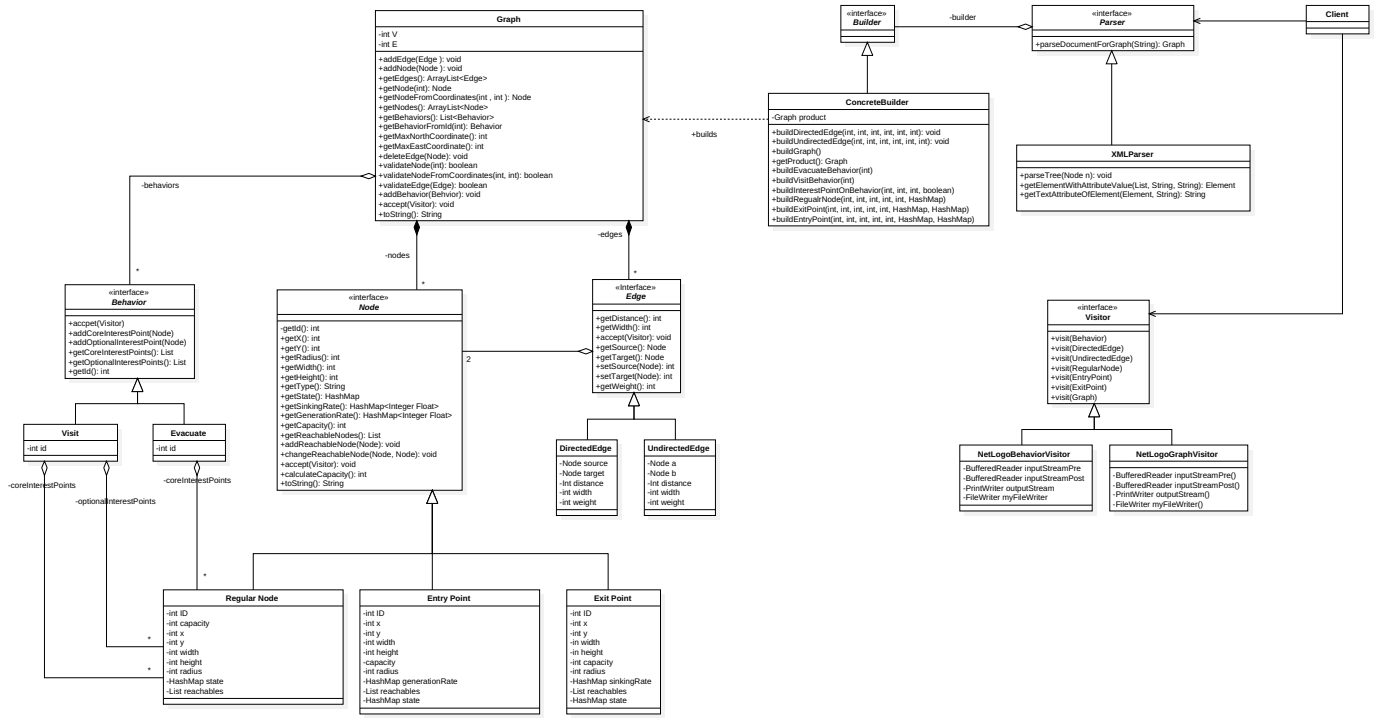 Graph
-int V
-int E
+addEdge(Edge ): void
+addNode(Node ): void
+getEdges(): ArrayList<Edge>
+getNode(int): Node
+getNodeFromCoordinates(int , int ): Node
+getNodes(): ArrayList<Node>
+getBehaviors(): List<Behavior>
+getBehaviorFromId(int): Behavior
+getMaxNorthCoordinate(): int
+getMaxEastCoordinate(): int
+deleteEdge(Node): void
+validateNode(int): boolean
+validateNodeFromCoordinates(int, int): boolean
+validateEdge(Edge): boolean
+addBehavior(Behvior): void
+accept(Visitor): void
+toString(): String
«interface»
Builder
-builder
«interface»
Parser
+parseDocumentForGraph(String): Graph
Client
ConcreteBuilder
-Graph product
+buildDirectedEdge(int, int, int, int, int, int): void
+buildUndirectedEdge(int, int, int, int, int, int): void
+buildGraph()
+getProduct(): Graph
+buildEvacuateBehavior(int)
+buildVisitBehavior(int)
+buildInterestPointOnBehavior(int, int, int, boolean)
+buildRegualrNode(int, int, int, int, int, HashMap)
+buildExitPoint(int, int, int, int, int, HashMap, HashMap)
+buildEntryPoint(int, int, int, int, int, HashMap, HashMap)
+builds
XMLParser
+parseTree(Node n): void
+getElementWithAttributeValue(List, String, String): Element
+getTextAttributeOfElement(Element, String): String
-behaviors
*
-nodes
*
-edges
*
«interface»
Behavior
+accpet(Visitor)
+addCoreInterestPoint(Node)
+addOptionalInterestPoint(Node)
+getCoreInterestPoints(): List
+getOptionalInterestPoints(): List
+getId(): int
«interface»
Node
-getId(): int
+getX(): int
+getY(): int
+getRadius(): int
+getWidth(): int
+getHeight(): int
+getType(): String
+getState(): HashMap
+getSinkingRate(): HashMap<Integer Float>
+getGenerationRate(): HashMap<Integer Float>
+getCapacity(): int
+getReachableNodes(): List
+addReachableNode(Node): void
+changeReachableNode(Node, Node): void
+accept(Visitor): void
+calculateCapacity(): int
+toString(): String
2
«Interface»
Edge
+getDistance(): int
+getWidth(): int
+accept(Visitor): void
+getSource(): Node
+getTarget(): Node
+setSource(Node): int
+setTarget(Node): int
+getWeight(): int
«interface»
Visitor
+visit(Behavior)
+visit(DirectedEdge)
+visit(UndirectedEdge)
+visit(RegularNode)
+visit(EntryPoint)
+visit(ExitPoint)
+visit(Graph)
Visit
-int id
Evacuate
-int id
-coreInterestPoints
-optionalInterestPoints
-coreInterestPoints
*
*
*
DirectedEdge
-Node source
-Node target
-Int distance
-int width
-int weight
UndirectedEdge
-Node a
-Node b
-Int distance
-int width
-int weight
NetLogoBehaviorVisitor
-BufferedReader inputStreamPre
-BufferedReader inputStreamPost
-PrintWriter outputStream
-FileWriter myFileWriter
NetLogoGraphVisitor
-BufferedReader inputStreamPre()
-BufferedReader inputStreamPost()
-PrintWriter outputStream()
-FileWriter myFileWriter()
Regular Node
-int ID
-int capacity
-int x
-int y
-int width
-int height
-int radius
-HashMap state
-List reachables
Entry Point
-int ID
-int x
-int y
-int width
-int height
-capacity
-int radius
-HashMap generationRate
-List reachables
-HashMap state
Exit Point
-int ID
-int x
-int y
-in width
-in height
-int capacity
-int radius
-HashMap sinkingRate
-List reachables
-HashMap state